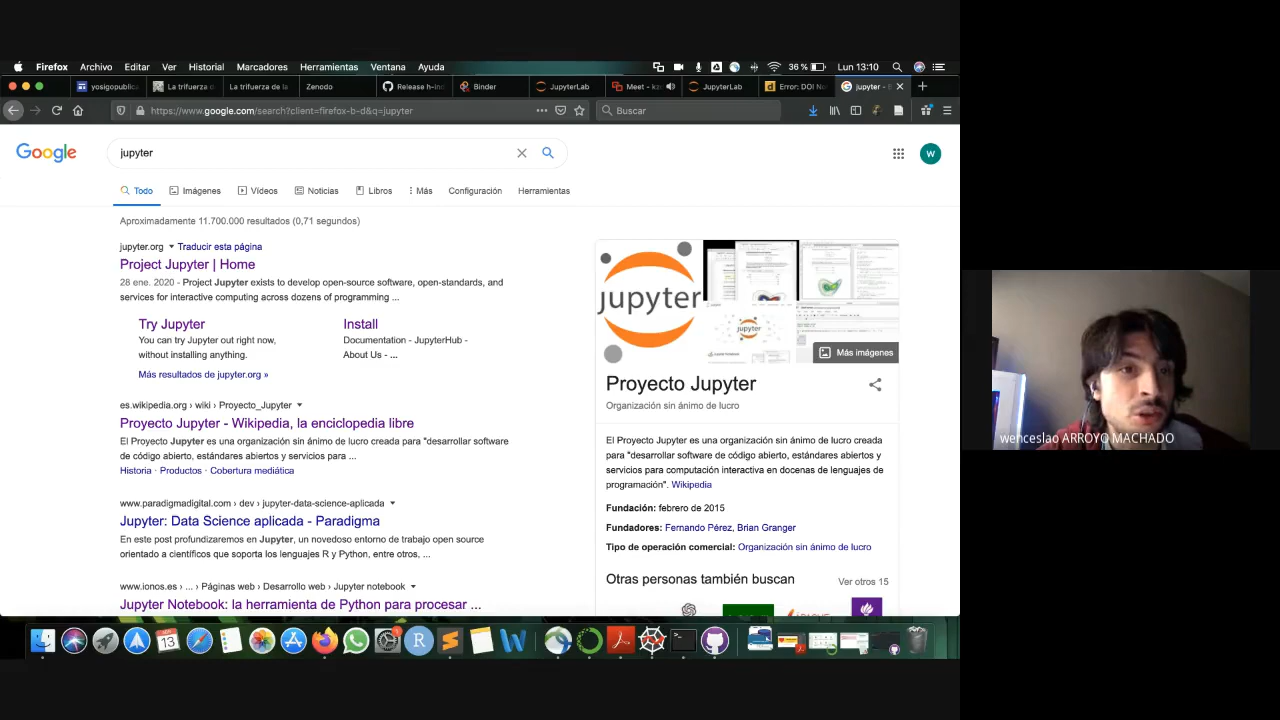 Firefox Archivo Editar Ver Historial Marcadores Herramientas Ventana Ayuda 36 % Lun 13:10
yosigopublica La trifuerza d La trifuerza de la Zenodo Release h-ind Binder JupyterLab Meet - JupyterLab Error: DOI No jupyter -
https://www.google.com/search?client=firefox-b-d&q=jupyter Buscar
Google jupyter W
Todo Imágenes Vídeos Noticias Libros Más Configuración Herramientas
Aproximadamente 11.700.000 resultados (0,71 segundos)
jupyter.org Traducir esta página
Project Jupyter | Home
28 ene. 2020 - Project Jupyter exists to develop open-source software, open-standards, and
services for interactive computing across dozens of programming ...
Try Jupyter
You can try Jupyter out right now,
without installing anything.
Install
Documentation - JupyterHub -
About Us - ...
Más resultados de jupyter.org »
es.wikipedia.org › wiki › Proyecto_Jupyter
Proyecto Jupyter - Wikipedia, la enciclopedia libre
El Proyecto Jupyter es una organización sin ánimo de lucro creada para "desarrollar software
de código abierto, estándares abiertos y servicios para ...
Historia · Productos · Cobertura mediática
www.paradigmadigital.com › dev › jupyter-data-science-aplicada
Jupyter: Data Science aplicada - Paradigma
En este post profundizaremos en Jupyter, un novedoso entorno de trabajo open source
orientado a científicos que soporta los lenguajes R y Python, entre otros, ...
www.ionos.es › ... › Páginas web › Desarrollo web › Jupyter notebook
Jupyter Notebook: la herramienta de Python para procesar ...
jupyter
jupyter
Más imágenes
Proyecto Jupyter
Organización sin ánimo de lucro
El Proyecto Jupyter es una organización sin ánimo de lucro creada para
"desarrollar software de código abierto, estándares abiertos y
servicios para computación interactiva en docenas de lenguajes de
programación". Wikipedia
Fundación: febrero de 2015
Fundadores: Fernando Pérez, Brian Granger
Tipo de operación comercial: Organización sin ánimo de lucro
Otras personas también buscan Ver otros 15
wenceslao ARROYO MACHADO